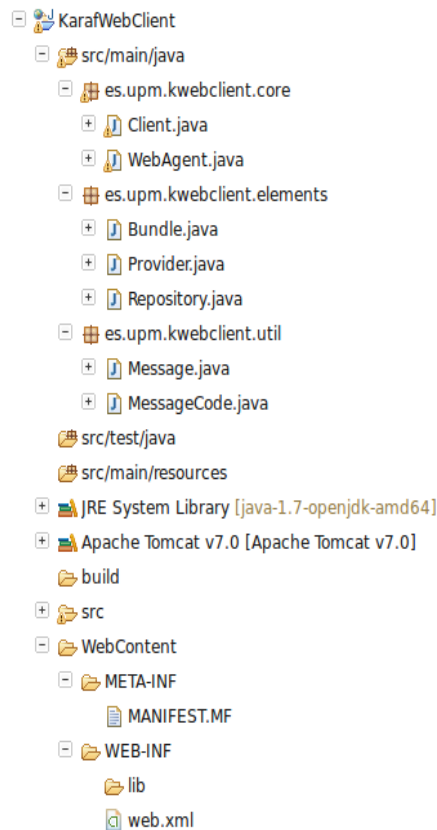 KarafWebClient
src/main/java
es.upm.kwebclient.core
Client.java
WebAgent.java
es.upm.kwebclient.elements
Bundle.java
Provider.java
Repository.java
es.upm.kwebclient.util
Message.java
MessageCode.java
src/test/java
src/main/resources
JRE System Library [java-1.7-openjdk-amd64]
Apache Tomcat v7.0 [Apache Tomcat v7.0]
build
src
WebContent
META-INF
MANIFEST.MF
WEB-INF
lib
web.xml